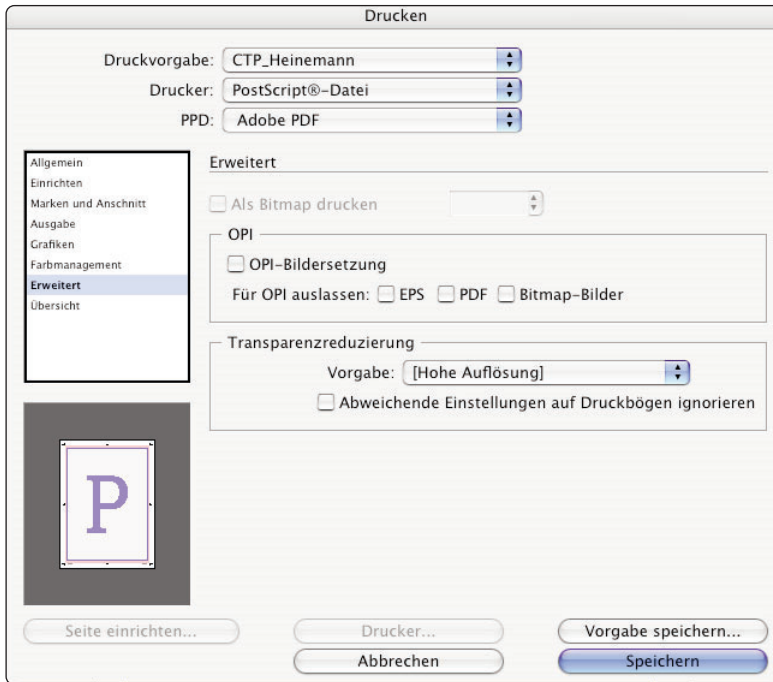 Drucken
Druckvorgabe: CTP_Heinemann
Drucker: PostScript®-Datei
PPD: Adobe PDF
Allgemein
Einrichten
Marken und Anschnitt
Ausgabe
Grafiken
Farbmanagement
Erweitert
Übersicht
Erweitert
Als Bitmap drucken
OPI
OPI-Bildersetzung
Für OPI auslassen: EPS PDF Bitmap-Bilder
Transparenzreduzierung
Vorgabe: [Hohe Auflösung]
Abweichende Einstellungen auf Druckbögen ignorieren
P
Seite einrichten... Drucker... Vorgabe speichern...
Abbrechen Speichern